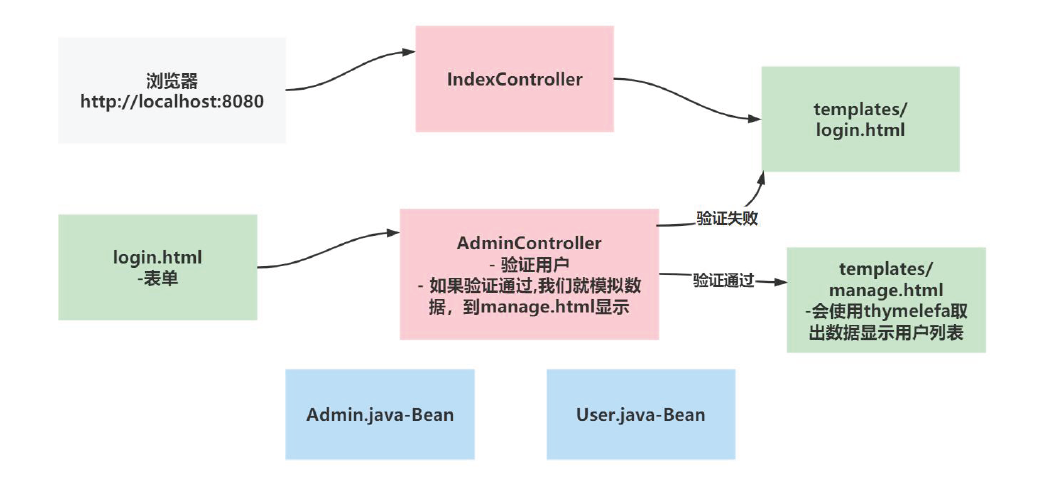 浏览器
http://localhost:8080
IndexController
templates/
login.html
login.html
-表单
AdminController
- 验证用户
- 如果验证通过,我们就模拟数
据，到manage.html显示
验证失败
验证通过
templates/
manage.html
-会使用thymelefa取
出数据显示用户列表
Admin.java-Bean
User.java-Bean